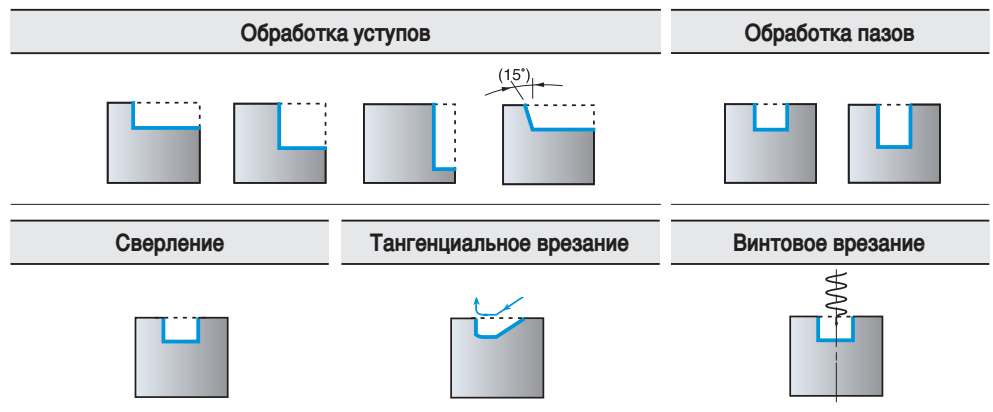 Обработка уступов
Обработка пазов
(15°)
Сверление
Тангенциальное врезание
Винтовое врезание